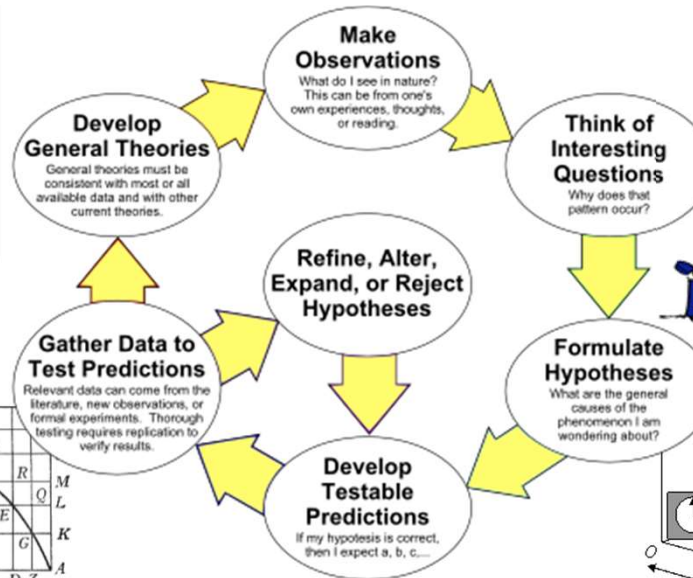 Make
Observations
What do I see in nature?
This can be from one's
own experiences, thoughts,
or reading.
Develop
General Theories
General theories must be
consistent with most or all
available data and with other
current theories.
Think of
Interesting
Questions
Why does that
pattern occur?
Refine, Alter,
Expand, or Reject
Hypotheses
Gather Data to
Test Predictions
Relevant data can come from the
literature, new observations, or
formal experiments. Thorough
testing requires replication to
verify results.
Formulate
Hypotheses
What are the general
causes of the
phenomenon I am
wondering about?
Develop
Testable
Predictions
If my hypotesis is correct,
then I expect a, b, c,...
R
M
Q
L
E
G
K
A
O